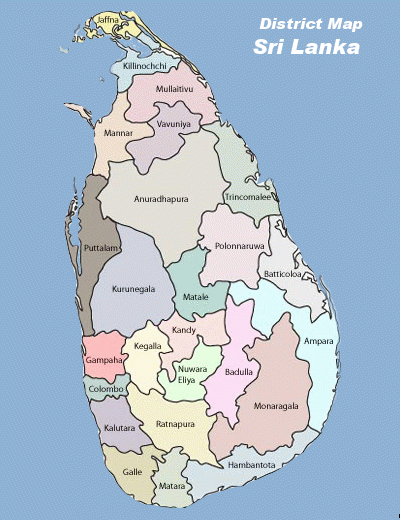 District Map
Sri Lanka
Jaffna
Killinochchi
Mullaitivu
Vavuniya
Mannar
Anuradhapura
Trincomalee
Puttalam
Polonnaruwa
Batticoloa
Kurunegala
Matale
Kandy
Ampara
Kegalla
Gampaha
Nuwara
Eliya
Badulla
Colombo
Monaragala
Kalutara
Ratnapura
Hambantota
Galle
Matara